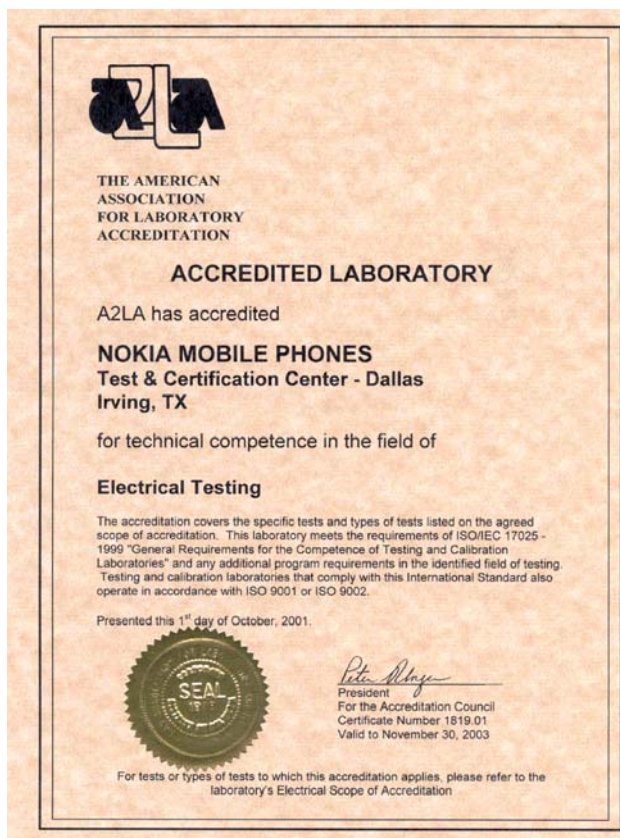 A2LA
THE AMERICAN
ASSOCIATION
FOR LABORATORY
ACCREDITATION
ACCREDITED LABORATORY
A2LA has accredited
NOKIA MOBILE PHONES
Test & Certification Center - Dallas
Irving, TX
for technical competence in the field of
Electrical Testing
The accreditation covers the specific tests and types of tests listed on the agreed
scope of accreditation. This laboratory meets the requirements of ISO/IEC 17025 -
1999 "General Requirements for the Competence of Testing and Calibration
Laboratories" and any additional program requirements in the identified field of testing.
Testing and calibration laboratories that comply with this International Standard also
operate in accordance with ISO 9001 or ISO 9002.
Presented this 1st day of October, 2001.
SEAL
Peter
President
For the Accreditation Council
Certificate Number 1819.01
Valid to November 30, 2003
For tests or types of tests to which this accreditation applies, please refer to the
laboratory's Electrical Scope of Accreditation